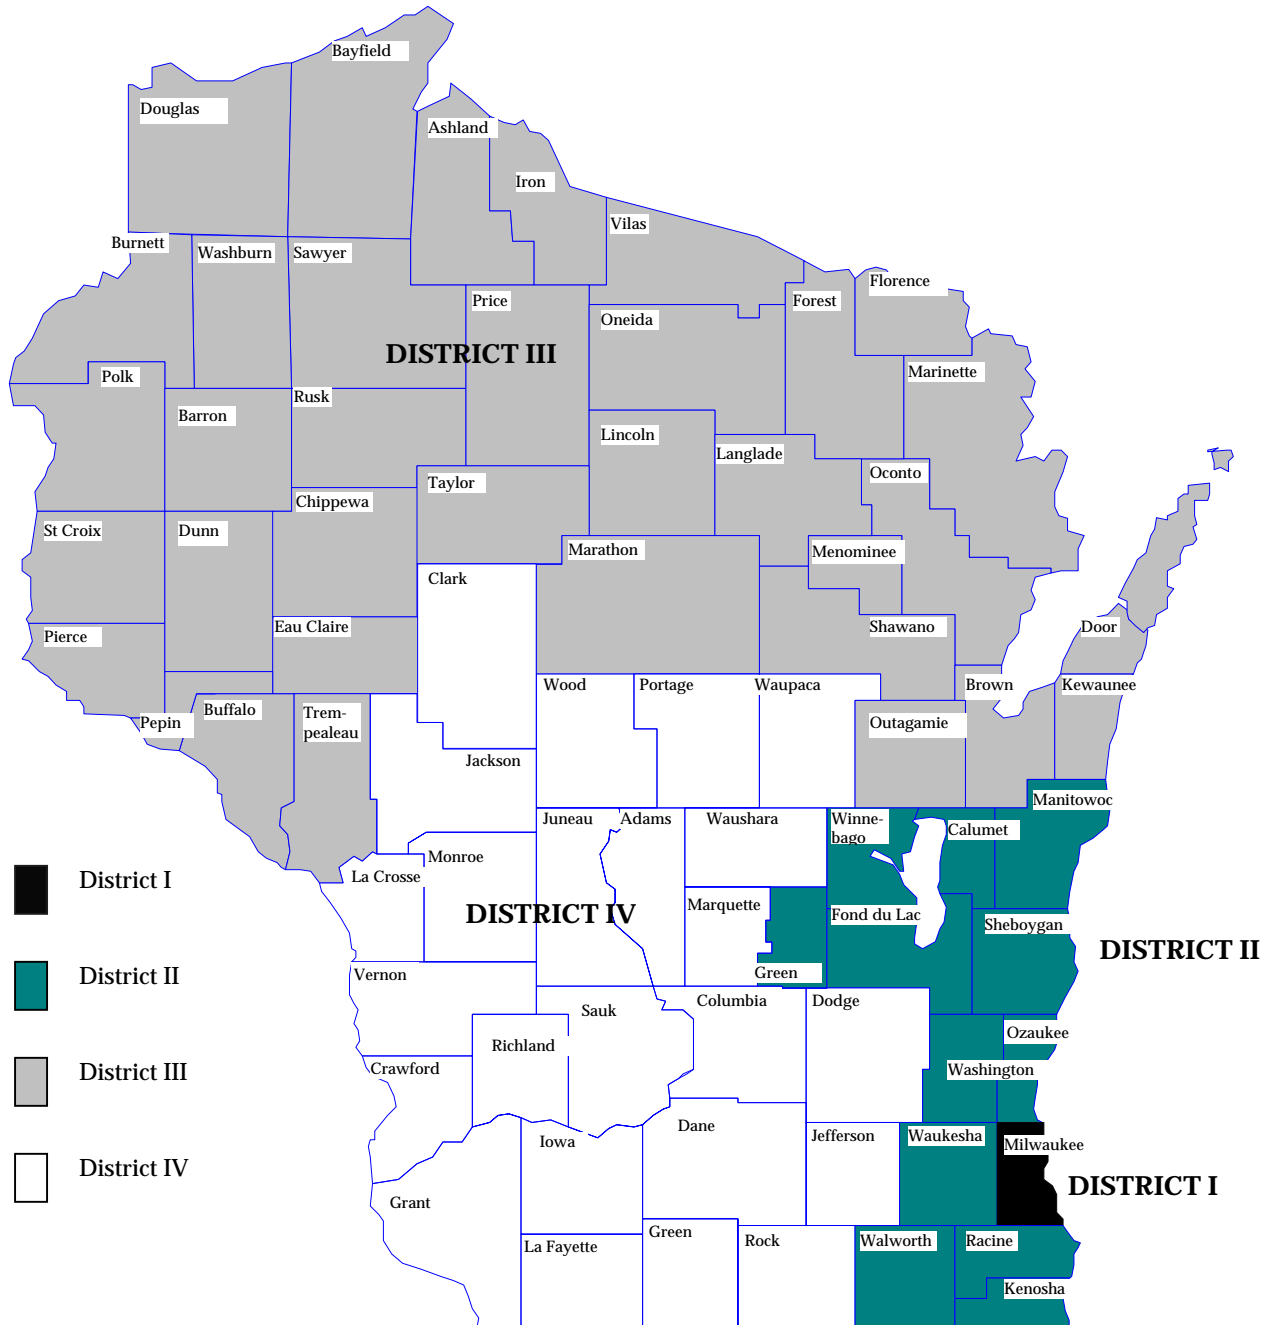 Bayfield
Douglas
Ashland
Iron
Vilas
Burnett
Washburn
Sawyer
Florence
Price
Forest
Oneida
DISTRICT III
Marinette
Polk
Rusk
Barron
Lincoln
Langlade
Oconto
Taylor
Chippewa
St Croix
Dunn
Marathon
Menominee
Clark
Eau Claire
Shawano
Door
Pierce
Wood
Portage
Waupaca
Brown
Kewaunee
Buffalo
Trem-
pealeau
Pepin
Outagamie
Jackson
Manitowoc
Juneau
Adams
Waushara
Winne-
bago
Calumet
Monroe
La Crosse
District I
Marquette
DISTRICT IV
Fond du Lac
Sheboygan
DISTRICT II
Vernon
District II
Green
Columbia
Dodge
Sauk
Ozaukee
Richland
Crawford
Washington
District III
Dane
Jefferson
Waukesha
Milwaukee
Iowa
District IV
DISTRICT I
Grant
Green
Rock
Walworth
Racine
La Fayette
Kenosha